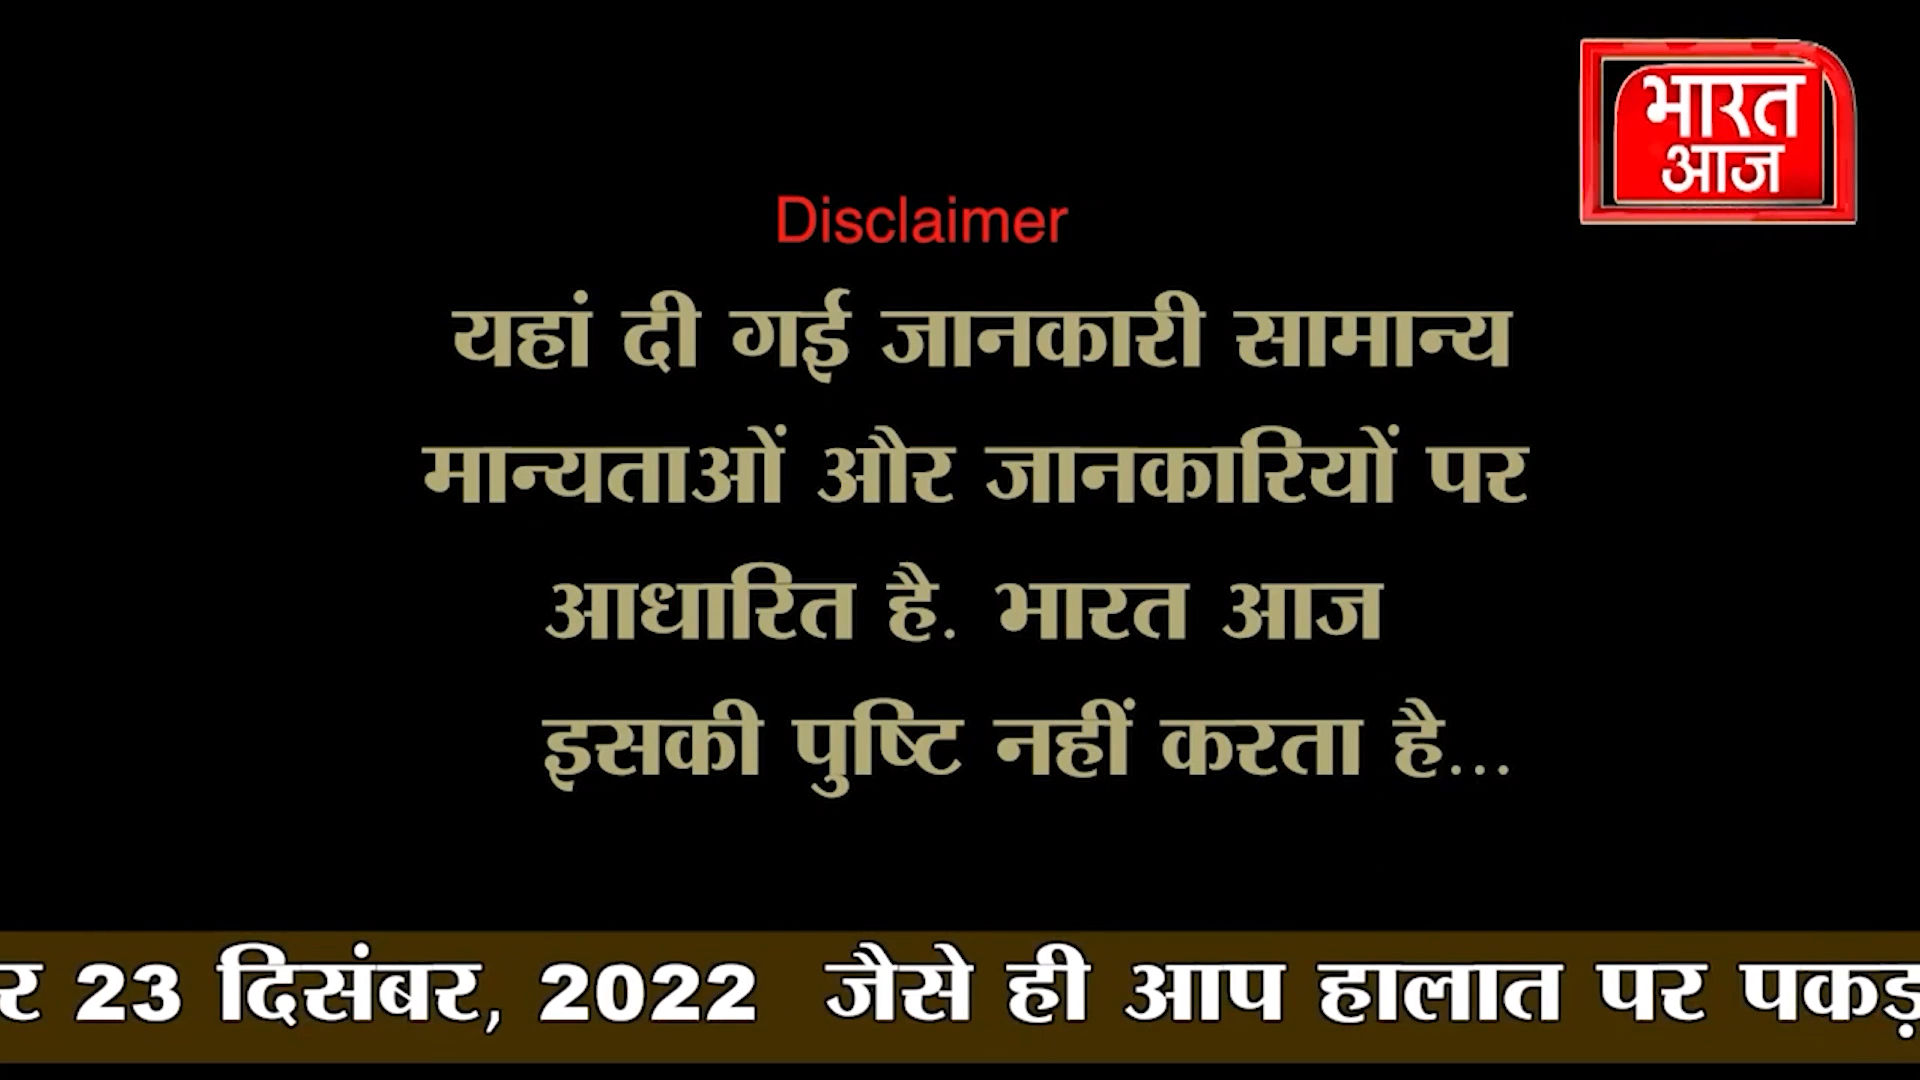 भारत
आज
Disclaimer
यहां दी गई जानकारी सामान्य
मान्यताओं और जानकारियों पर
आधारित है. भारत आज
इसकी पुष्टि नहीं करता है...
र 23 दिसंबर, 2022 जैसे ही आप हालात पर पकड़